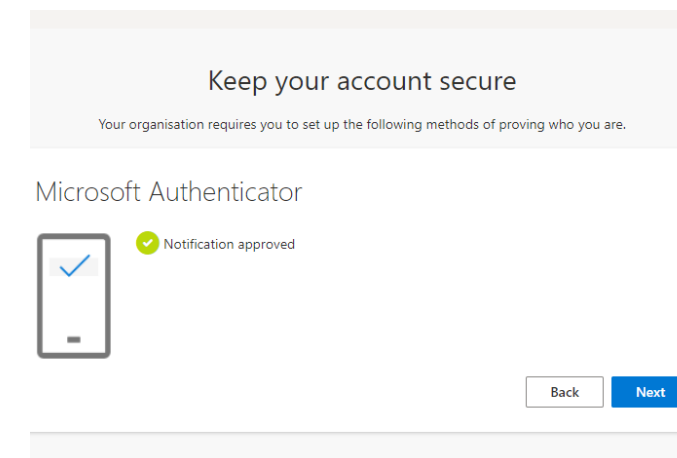 Keep your account secure
Your organisation requires you to set up the following methods of proving who you are.
Microsoft Authenticator
Notification approved
Back
Next